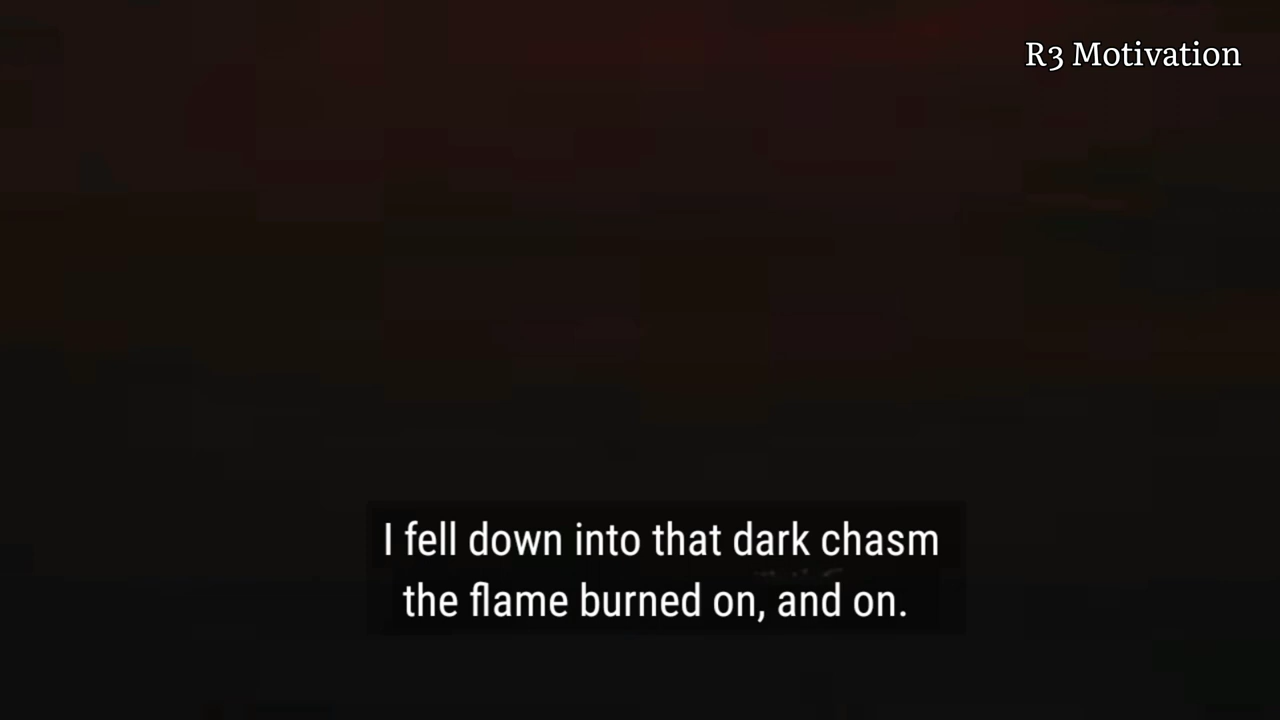 R3 Motivation
I fell down into that dark chasm
the flame burned on, and on.